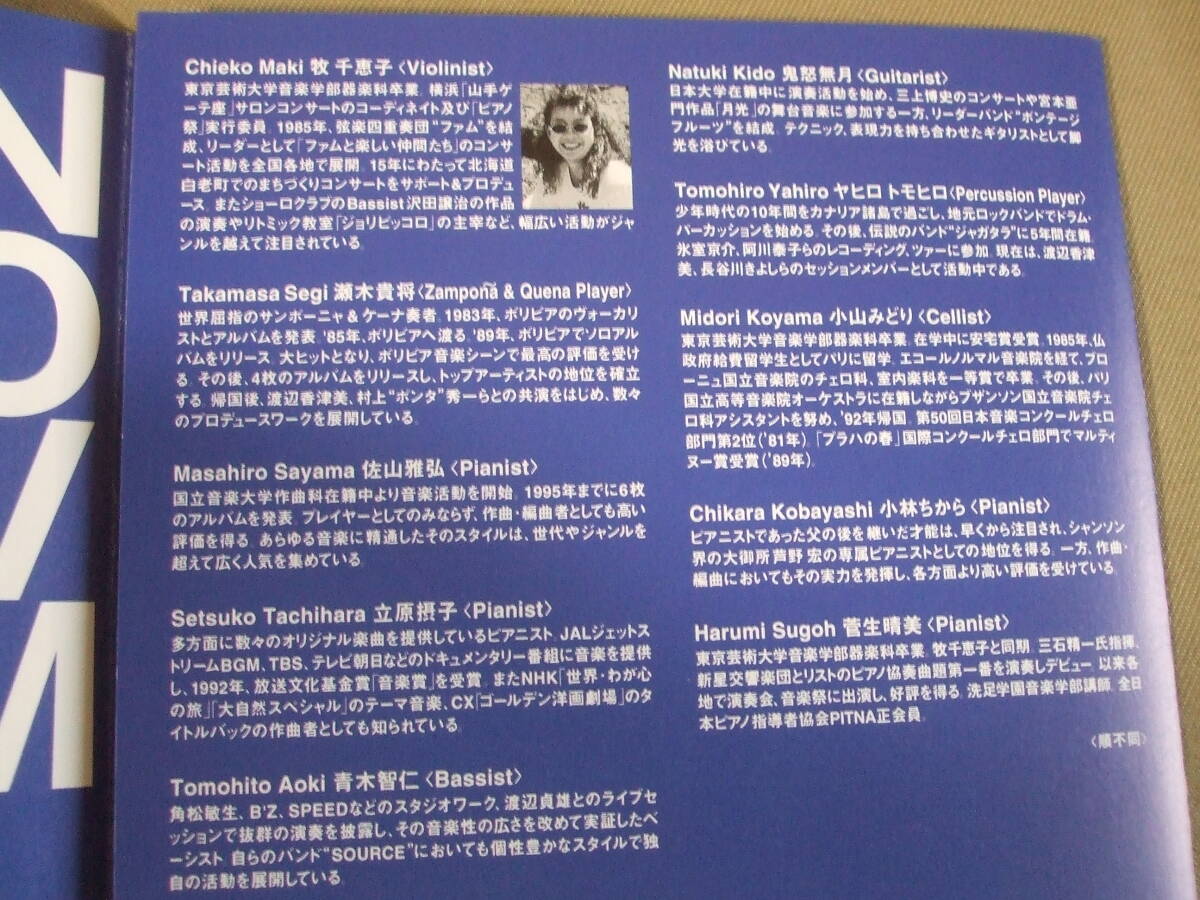 N
O
V
M
Chieko Maki 牧 千恵子〈Violinist〉
東京芸術大学音楽学部器楽科卒業. 横浜「山手ゲ
ーテ座」サロンコンサートのコーディネイト及び「ピアノ
祭」実行委員. 1985年、弦楽四重奏団"ファム"を結
成、リーダーとして「ファムと楽しい仲間たち」のコンサ
ート活動を全国各地で展開. 15年にわたって北海道
白老町でのまちづくりコンサートをサポート&プロデュ
ース. またショーロクラブのBassist沢田譲治の作品
の演奏やリトミック教室「ジョリピッコロ」の主宰など、幅広い活動がジャ
ンルを越えて注目されている.
Takamasa Segi 瀬木貴将〈Zampoña & Quena Player〉
世界屈指のサンポーニャ&ケーナ奏者. 1983年、ボリビアのヴォーカリ
ストとアルバムを発表. '85年、ボリビアへ渡る. '89年、ボリビアでソロアル
バムをリリース. 大ヒットとなり、ボリビア音楽シーンで最高の評価を受け
る. その後、4枚のアルバムをリリースし、トップアーティストの地位を確立
する. 帰国後、渡辺香津美、村上"ポンタ"秀一らとの共演をはじめ、数々
のプロデュースワークを展開している.
Masahiro Sayama 佐山雅弘〈Pianist〉
国立音楽大学作曲科在籍中より音楽活動を開始. 1995年までに6枚
のアルバムを発表. プレイヤーとしてのみならず、作曲・編曲者としても高い
評価を得る. あらゆる音楽に精通したそのスタイルは、世代やジャンルを
超えて広く人気を集めている.
Setsuko Tachihara 立原摂子〈Pianist〉
多方面に数々のオリジナル楽曲を提供しているピアニスト. JALジェットス
トリームBGM、TBS、テレビ朝日などのドキュメンタリー番組に音楽を提供
し、1992年、放送文化基金賞「音楽賞」を受賞. またNHK「世界・わが心
の旅」「大自然スペシャル」のテーマ音楽、CX「ゴールデン洋画劇場」のタ
イトルバックの作曲者としても知られている.
Tomohito Aoki 青木智仁〈Bassist〉
角松敏生、B'Z、SPEEDなどのスタジオワーク、渡辺貞雄とのライブセ
ッションで抜群の演奏を披露し、その音楽性の広さを改めて実証したベ
ーシスト. 自らのバンド"SOURCE"においても個性豊かなスタイルで独
自の活動を展開している.
Natuki Kido 鬼怒無月〈Guitarist〉
日本大学在籍中に演奏活動を始め、三上博史のコンサートや宮本亜
門作品「月光」の舞台音楽に参加する一方、リーダーバンド"ボンテージ
フルーツ"を結成. テクニック、表現力を持ち合わせたギタリストとして脚
光を浴びている.
Tomohiro Yahiro ヤヒロ トモヒロ〈Percussion Player〉
少年時代の10年間をカナリア諸島で過ごし、地元ロックバンドでドラム・
パーカッションを始める. その後、伝説のバンド"ジャガタラ"に5年間在籍.
氷室京介、阿川泰子らのレコーディング、ツァーに参加. 現在は、渡辺香津
美、長谷川きよしらのセッションメンバーとして活動中である.
Midori Koyama 小山みどり〈Cellist〉
東京芸術大学音楽学部器楽科卒業. 在学中に安宅賞受賞. 1985年、仏
政府給費留学生としてパリに留学. エコールノルマル音楽院を経て、ブロ
ーニュ国立音楽院のチェロ科、室内楽科を一等賞で卒業. その後、パリ
国立高等音楽院オーケストラに在籍しながらブザンソン国立音楽院チェ
ロ科アシスタントを努め、'92年帰国. 第50回日本音楽コンクールチェロ
部門第2位('81年).「プラハの春」国際コンクールチェロ部門でマルティ
ヌー賞受賞('89年).
Chikara Kobayashi 小林ちから〈Pianist〉
ピアニストであった父の後を継いだ才能は、早くから注目され、シャンソン
界の大御所芦野 宏の専属ピアニストとしての地位を得る. 一方、作曲・
編曲においてもその実力を発揮し、各方面より高い評価を受けている.
Harumi Sugoh 菅生晴美〈Pianist〉
東京芸術大学音楽学部器楽科卒業. 牧千恵子と同期. 三石精一氏指揮、
新星交響楽団とリストのピアノ協奏曲題第一番を演奏しデビュー. 以来各
地で演奏会、音楽祭に出演し、好評を得る. 洗足学園音楽学部講師. 全日
本ピアノ指導者協会PITNA正会員.
〈順不同〉